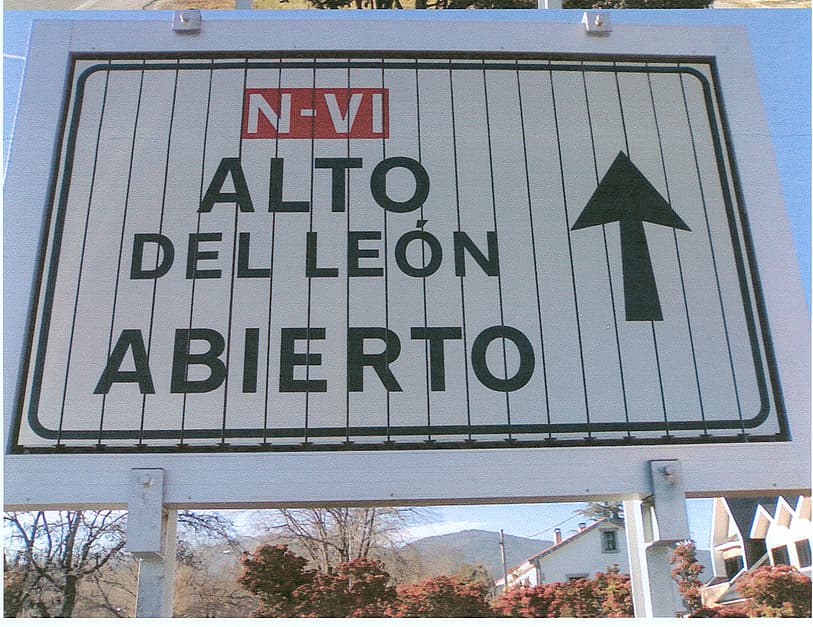 N-VI
ALTO
DEL LEÓN
ABIERTO